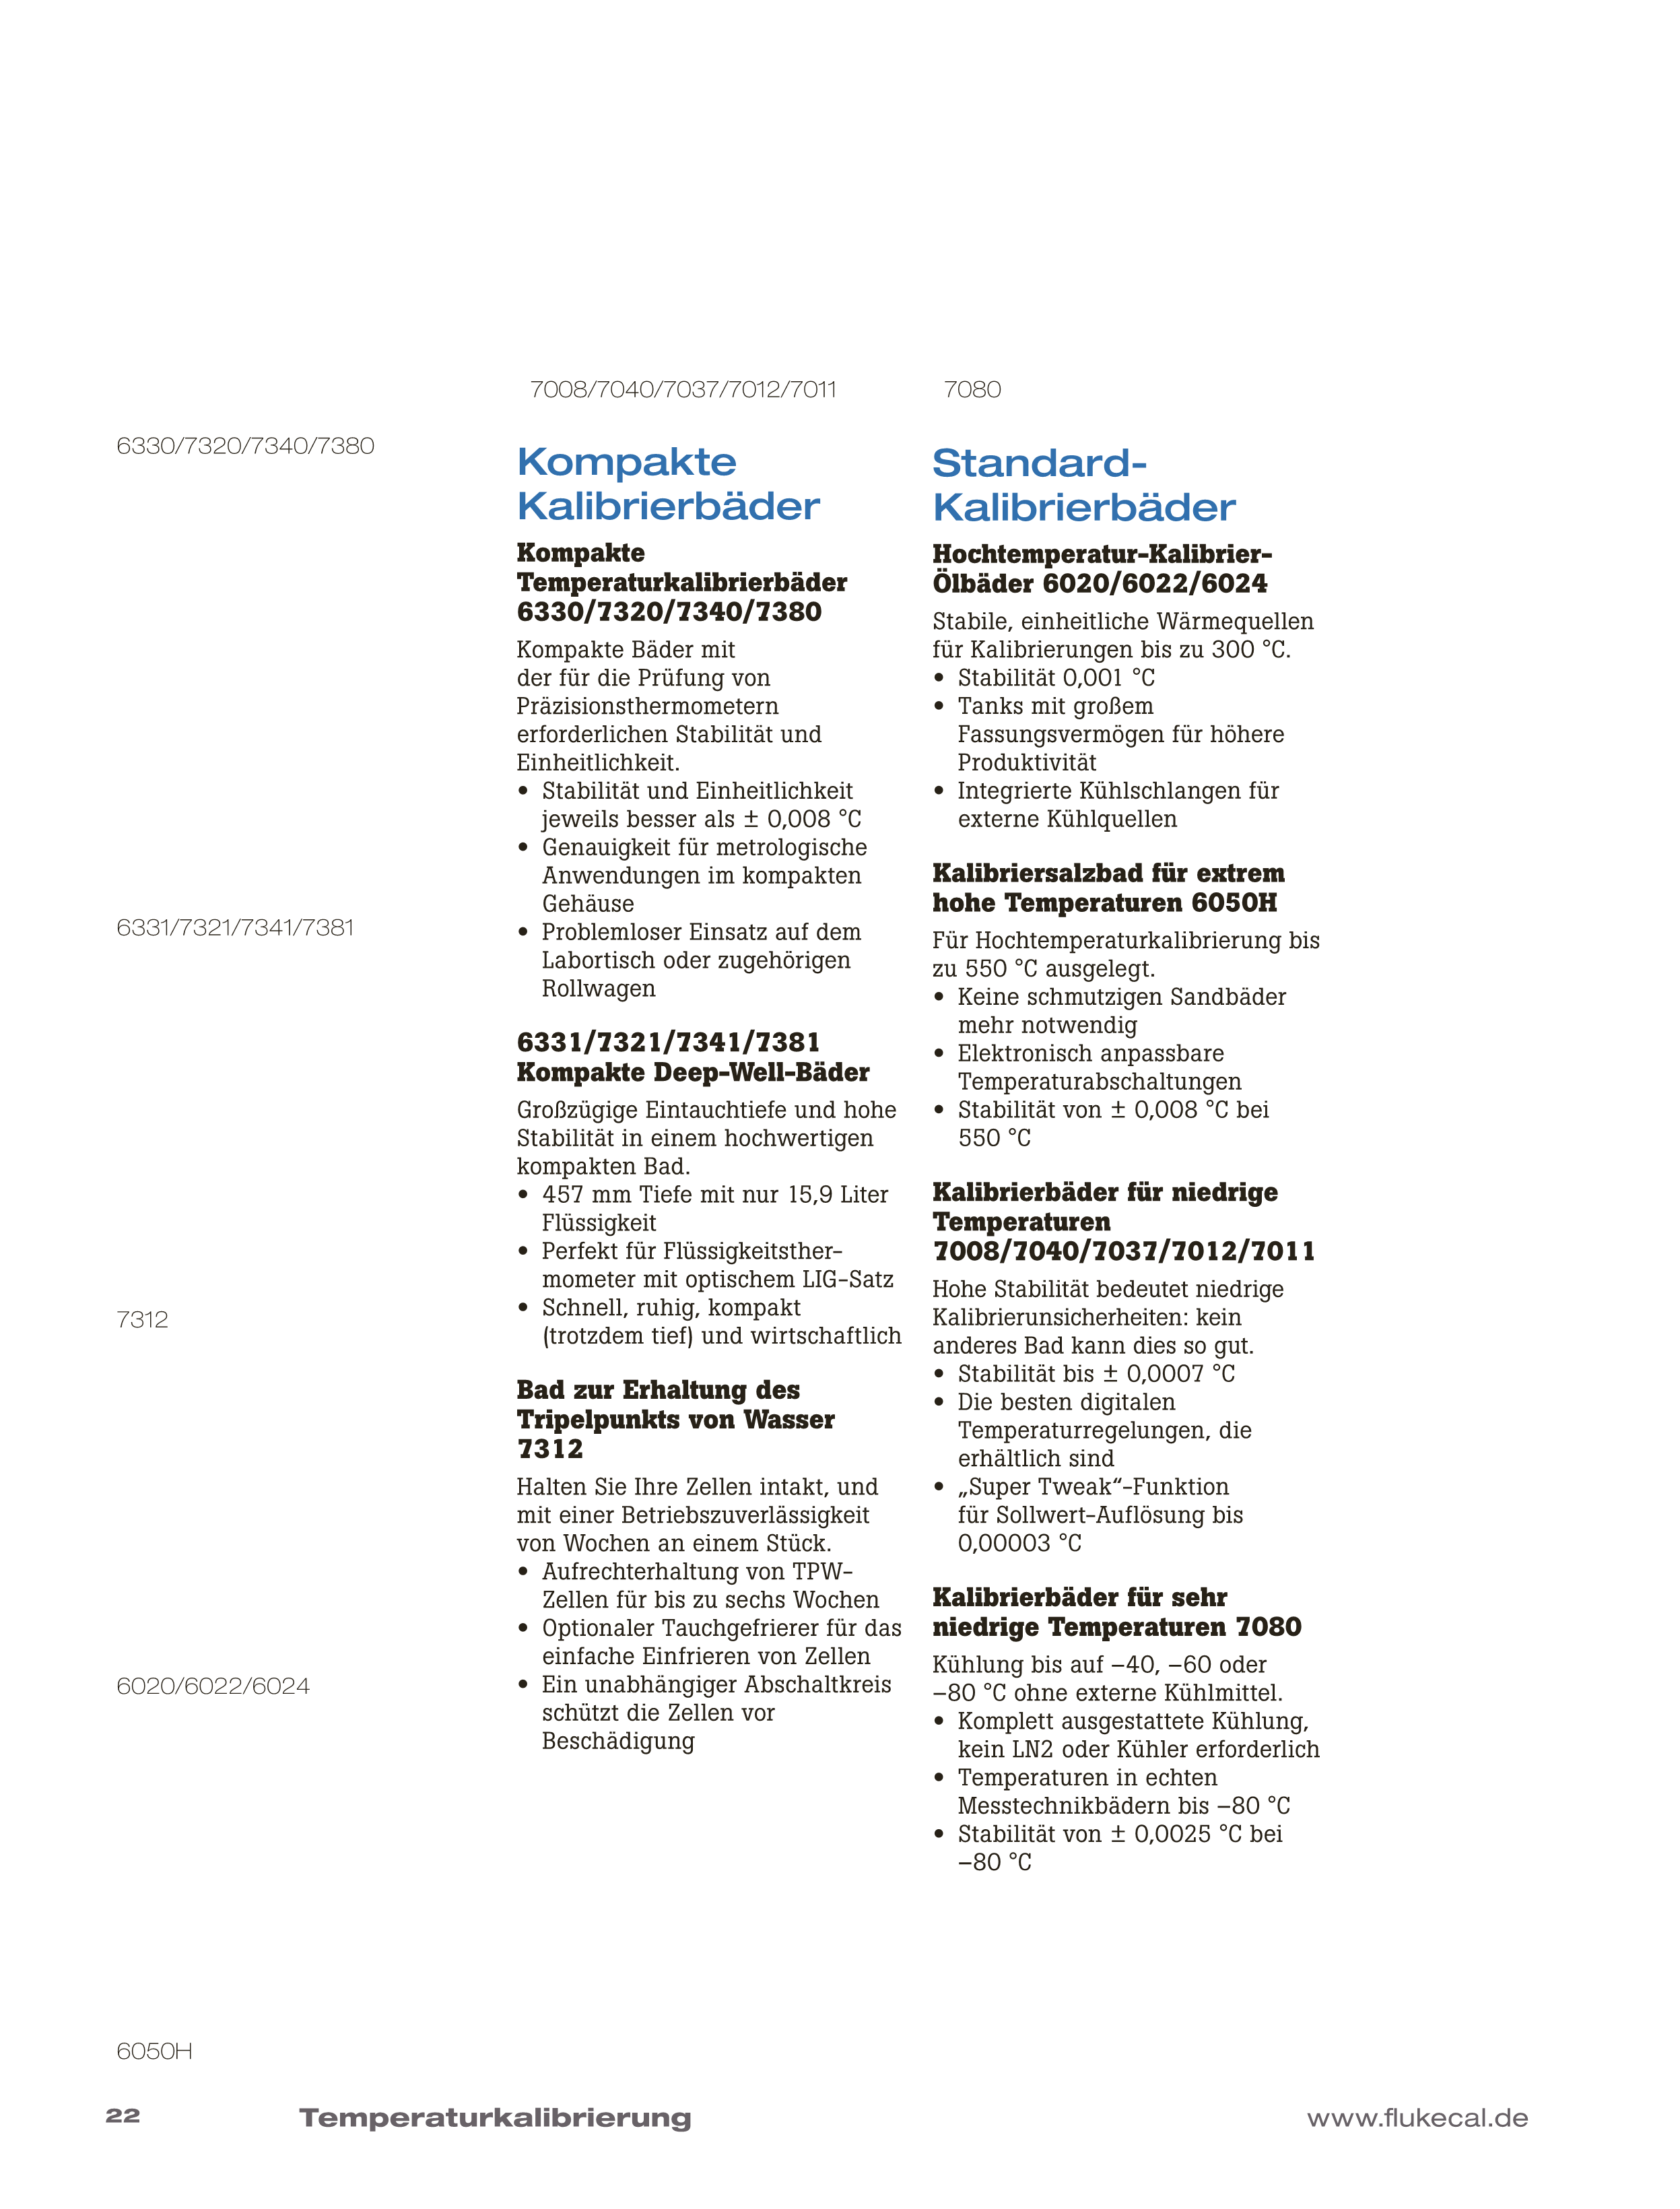 7008/7040/7037/7012/7011
7080
6330/7320/7340/7380
6331/7321/7341/7381
7312
6020/6022/6024
6050H
Kompakte
Kalibrierbäder
Kompakte
Temperaturkalibrierbäder
6330/7320/7340/7380
Kompakte Bäder mit
der für die Prüfung von
Präzisionsthermometern
erforderlichen Stabilität und
Einheitlichkeit.
• Stabilität und Einheitlichkeit
jeweils besser als ± 0,008 °C
• Genauigkeit für metrologische
Anwendungen im kompakten
Gehäuse
• Problemloser Einsatz auf dem
Labortisch oder zugehörigen
Rollwagen
6331/7321/7341/7381
Kompakte Deep-Well-Bäder
Großzügige Eintauchtiefe und hohe
Stabilität in einem hochwertigen
kompakten Bad.
• 457 mm Tiefe mit nur 15,9 Liter
Flüssigkeit
• Perfekt für Flüssigkeitsther-
mometer mit optischem LIG-Satz
• Schnell, ruhig, kompakt
(trotzdem tief) und wirtschaftlich
Bad zur Erhaltung des
Tripelpunkts von Wasser
7312
Halten Sie Ihre Zellen intakt, und
mit einer Betriebszuverlässigkeit
von Wochen an einem Stück.
• Aufrechterhaltung von TPW-
Zellen für bis zu sechs Wochen
• Optionaler Tauchgefrierer für das
einfache Einfrieren von Zellen
• Ein unabhängiger Abschaltkreis
schützt die Zellen vor
Beschädigung
Standard-
Kalibrierbäder
Hochtemperatur-Kalibrier-
Ölbäder 6020/6022/6024
Stabile, einheitliche Wärmequellen
für Kalibrierungen bis zu 300 °C.
• Stabilität 0,001 °C
• Tanks mit großem
Fassungsvermögen für höhere
Produktivität
• Integrierte Kühlschlangen für
externe Kühlquellen
Kalibriersalzbad für extrem
hohe Temperaturen 6050H
Für Hochtemperaturkalibrierung bis
zu 550 °C ausgelegt.
• Keine schmutzigen Sandbäder
mehr notwendig
• Elektronisch anpassbare
Temperaturabschaltungen
• Stabilität von ± 0,008 °C bei
550 °C
Kalibrierbäder für niedrige
Temperaturen
7008/7040/7037/7012/7011
Hohe Stabilität bedeutet niedrige
Kalibrierunsicherheiten: kein
anderes Bad kann dies so gut.
• Stabilität bis ± 0,0007 °C
• Die besten digitalen
Temperaturregelungen, die
erhältlich sind
• „Super Tweak“-Funktion
für Sollwert-Auflösung bis
0,00003 °C
Kalibrierbäder für sehr
niedrige Temperaturen 7080
Kühlung bis auf –40, –60 oder
–80 °C ohne externe Kühlmittel.
• Komplett ausgestattete Kühlung,
kein LN2 oder Kühler erforderlich
• Temperaturen in echten
Messtechnikbädern bis –80 °C
• Stabilität von ± 0,0025 °C bei
–80 °C
22 Temperaturkalibrierung www.flukecal.de